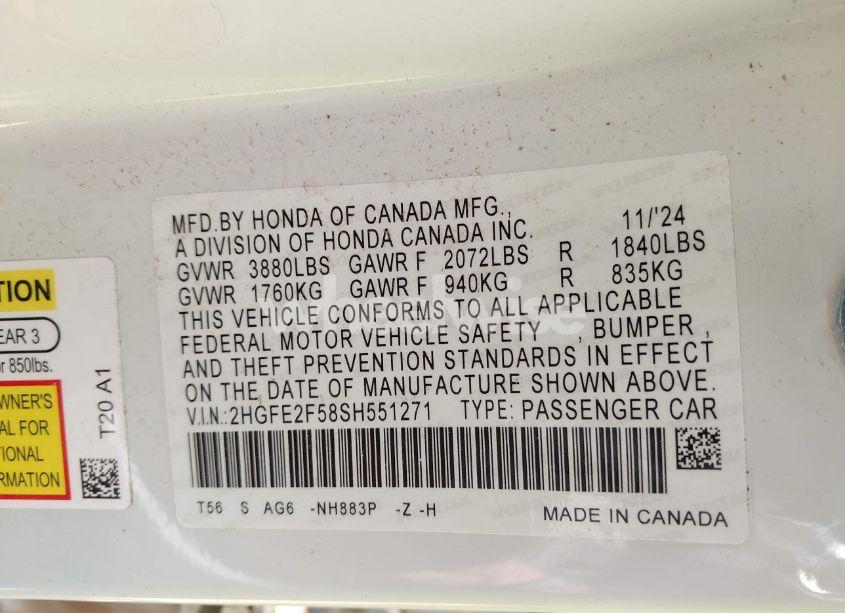 MFD.BY HONDA OF CANADA MFG., 11/'24
A DIVISION OF HONDA CANADA INC.
GVWR 3880LBS GAWR F 2072LBS R 1840LBS
GVWR 1760KG GAWR F 940KG R 835KG
THIS VEHICLE CONFORMS TO ALL APPLICABLE
FEDERAL MOTOR VEHICLE SAFETY , BUMPER ,
AND THEFT PREVENTION STANDARDS IN EFFECT
ON THE DATE OF MANUFACTURE SHOWN ABOVE.
V.I.N.:2HGFE2F58SH551271 TYPE: PASSENGER CAR
T56 S AG6 -NH883P -Z -H
MADE IN CANADA
TION
EAR 3
or 850lbs.
WNER'S
AL FOR
TIONAL
RMATION
T20 A1